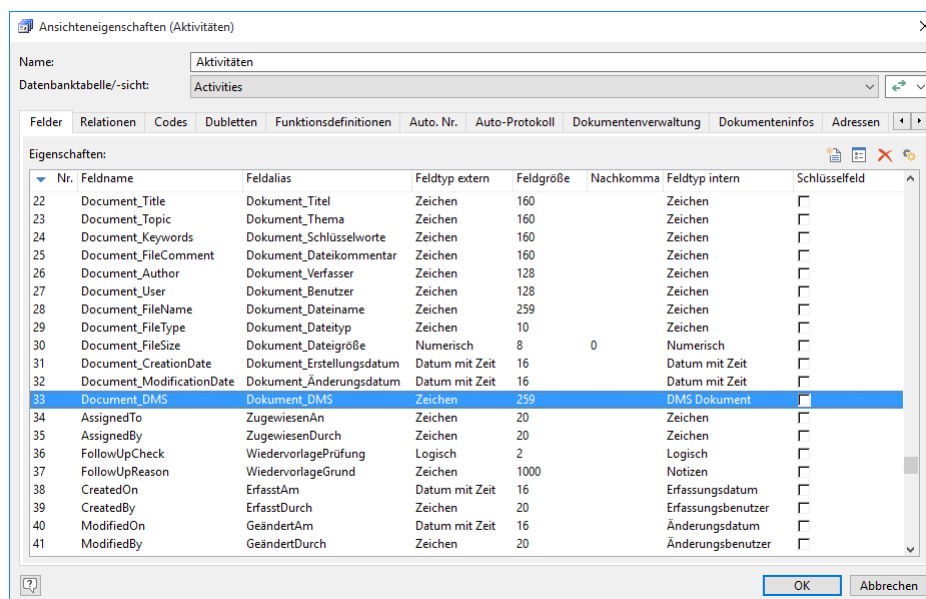 Ansichteneigenschaften (Aktivitäten)
Name: Aktivitäten
Datenbanktabelle/-sicht: Activities
Felder Relationen Codes Dubletten Funktionsdefinitionen Auto. Nr. Auto-Protokoll Dokumentenverwaltung Dokumenteninfos Adressen
Eigenschaften:
Nr. Feldname Feldalias Feldtyp extern Feldgröße Nachkomma Feldtyp intern Schlüsselfeld
22 Document_Title Dokument_Titel Zeichen 160 Zeichen
23 Document_Topic Dokument_Thema Zeichen 160 Zeichen
24 Document_Keywords Dokument_Schlüsselworte Zeichen 160 Zeichen
25 Document_FileComment Dokument_Dateikommentar Zeichen 160 Zeichen
26 Document_Author Dokument_Verfasser Zeichen 128 Zeichen
27 Document_User Dokument_Benutzer Zeichen 128 Zeichen
28 Document_FileName Dokument_Dateiname Zeichen 259 Zeichen
29 Document_FileType Dokument_Dateityp Zeichen 10 Zeichen
30 Document_FileSize Dokument_Dateigröße Numerisch 8 0 Numerisch
31 Document_CreationDate Dokument_Erstellungsdatum Datum mit Zeit 16 Datum mit Zeit
32 Document_ModificationDate Dokument_Änderungsdatum Datum mit Zeit 16 Datum mit Zeit
33 Document_DMS Dokument_DMS Zeichen 259 DMS Dokument
34 AssignedTo ZugewiesenAn Zeichen 20 Zeichen
35 AssignedBy ZugewiesenDurch Zeichen 20 Zeichen
36 FollowUpCheck WiedervorlagePrüfung Logisch 2 Logisch
37 FollowUpReason WiedervorlageGrund Zeichen 1000 Notizen
38 CreatedOn ErfasstAm Datum mit Zeit 16 Erfassungsdatum
39 CreatedBy ErfasstDurch Zeichen 20 Erfassungsbenutzer
40 ModifiedOn GeändertAm Datum mit Zeit 16 Änderungsdatum
41 ModifiedBy GeändertDurch Zeichen 20 Änderungsbenutzer
OK Abbrechen